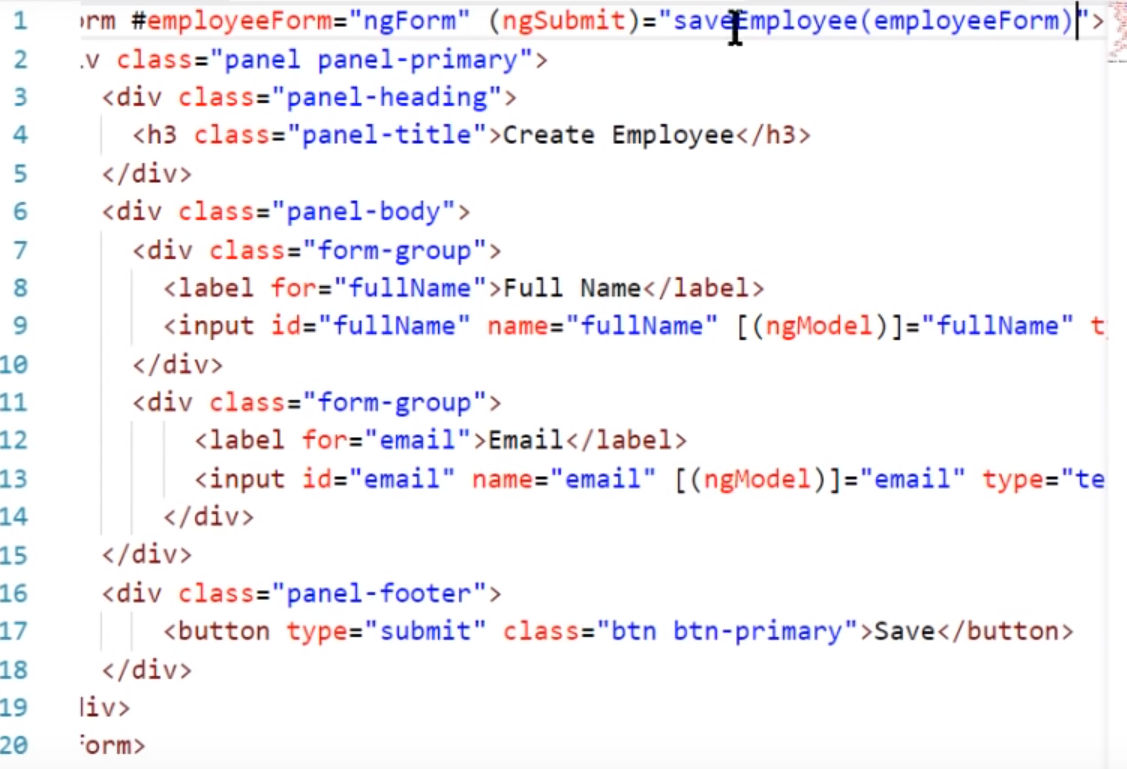 1 rm #employeeForm="ngForm" (ngSubmit)="saveEmployee(employeeForm)">
2 v class="panel panel-primary">
3 <div class="panel-heading">
4 <h3 class="panel-title">Create Employee</h3>
5 </div>
6 <div class="panel-body">
7 <div class="form-group">
8 <label for="fullName">Full Name</label>
9 <input id="fullName" name="fullName" [(ngModel)]="fullName" t
10 </div>
11 <div class="form-group">
12 <label for="email">Email</label>
13 <input id="email" name="email" [(ngModel)]="email" type="te
14 </div>
15 </div>
16 <div class="panel-footer">
17 <button type="submit" class="btn btn-primary">Save</button>
18 </div>
19 div>
20 orm>